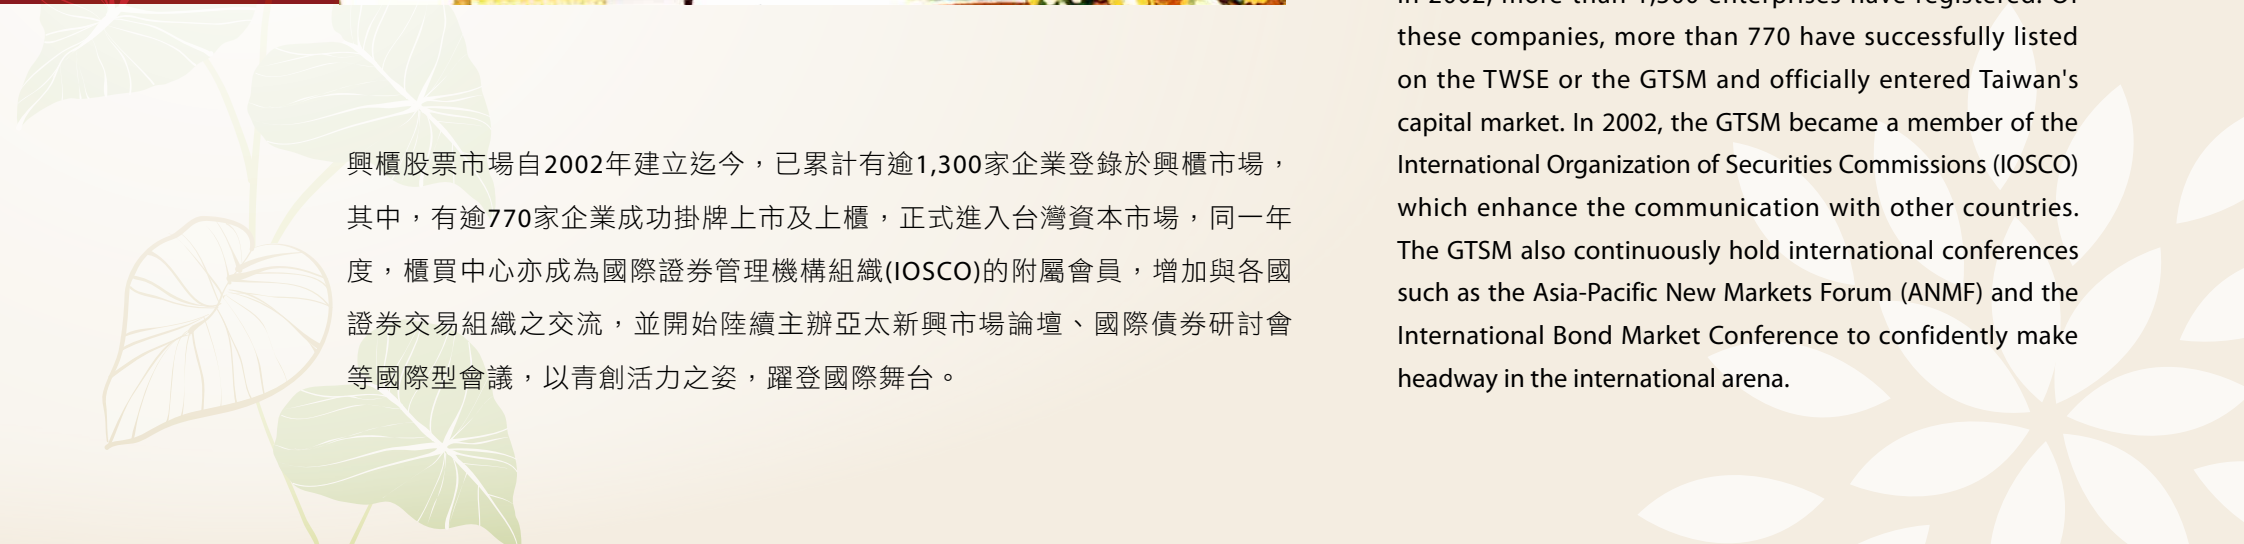 興櫃股票市場自2002年建立迄今，已累計有逾1,300家企業登錄於興櫃市場，
其中，有逾770家企業成功掛牌上市及上櫃，正式進入台灣資本市場，同一年
度，櫃買中心亦成為國際證券管理機構組織(IOSCO)的附屬會員，增加與各國
證券交易組織之交流，並開始陸續主辦亞太新興市場論壇、國際債券研討會
等國際型會議，以青創活力之姿，躍登國際舞台。
In 2002, more than 1,300 enterprises have registered. Of
these companies, more than 770 have successfully listed
on the TWSE or the GTSM and officially entered Taiwan's
capital market. In 2002, the GTSM became a member of the
International Organization of Securities Commissions (IOSCO)
which enhance the communication with other countries.
The GTSM also continuously hold international conferences
such as the Asia-Pacific New Markets Forum (ANMF) and the
International Bond Market Conference to confidently make
headway in the international arena.